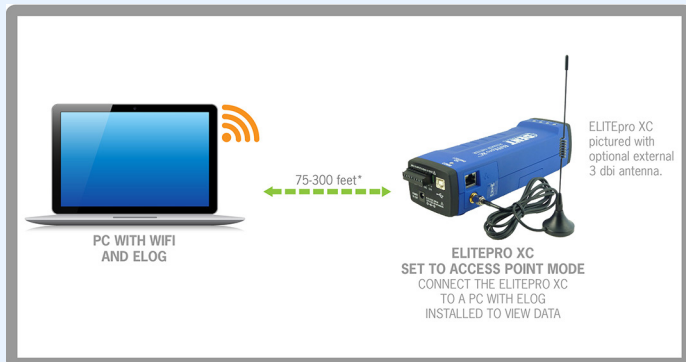 75-300 feet*
ELITEpro XC
pictured with
optional external
3 dbi antenna.
PC WITH WIFI
AND ELOG
ELITEPRO XC
SET TO ACCESS POINT MODE
CONNECT THE ELITEPRO XC
TO A PC WITH ELOG
INSTALLED TO VIEW DATA